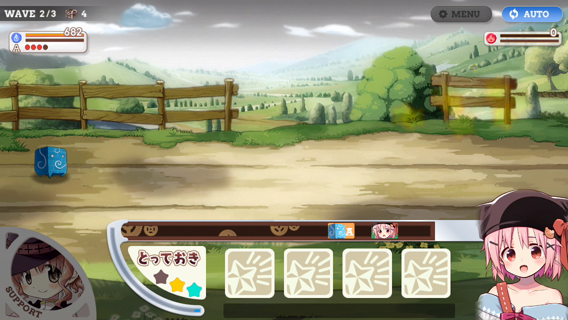 WAVE 2/3 4
MENU
AUTO
682
A
0
A
とっておき
SUPPORT